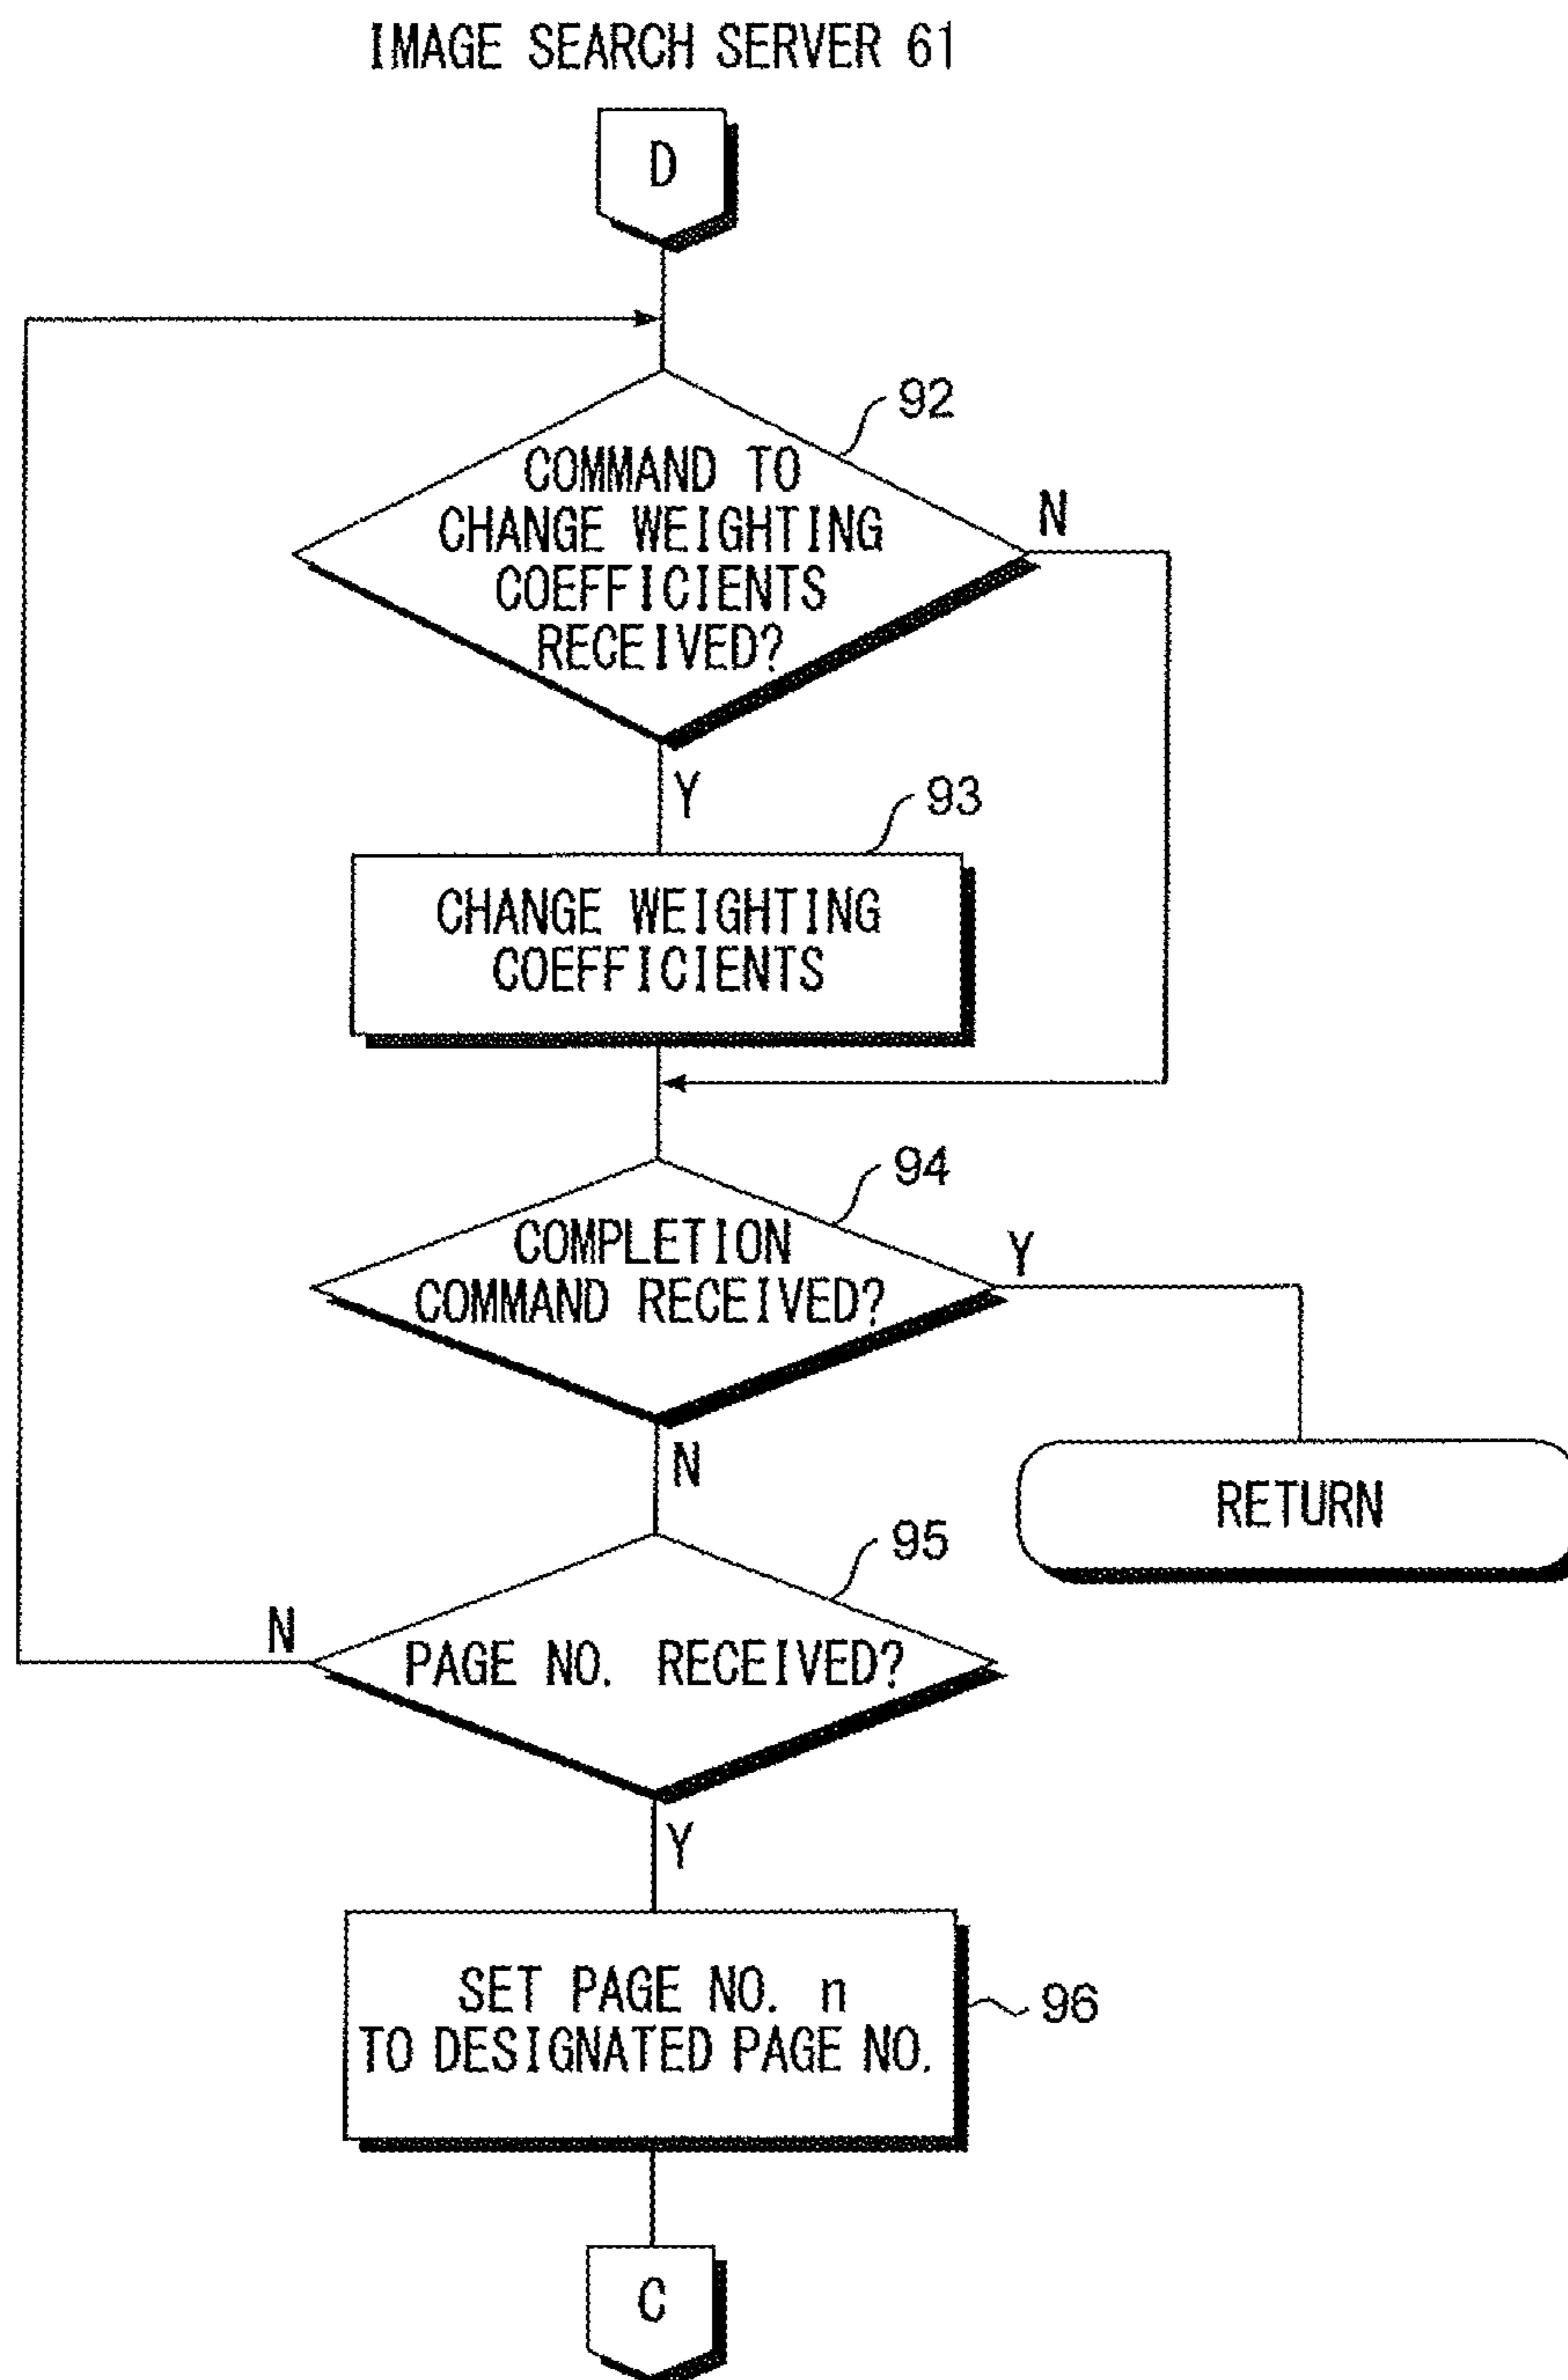 IMAGE SEARCH SERVER 61
D
92
COMMAND TO
CHANGE WEIGHTING
COEFFICIENTS
RECEIVED?
N
Y
93
CHANGE WEIGHTING
COEFFICIENTS
94
COMPLETION
COMMAND RECEIVED?
Y
N
RETURN
95
N
PAGE NO. RECEIVED?
Y
SET PAGE NO. n
TO DESIGNATED PAGE NO.
96
C